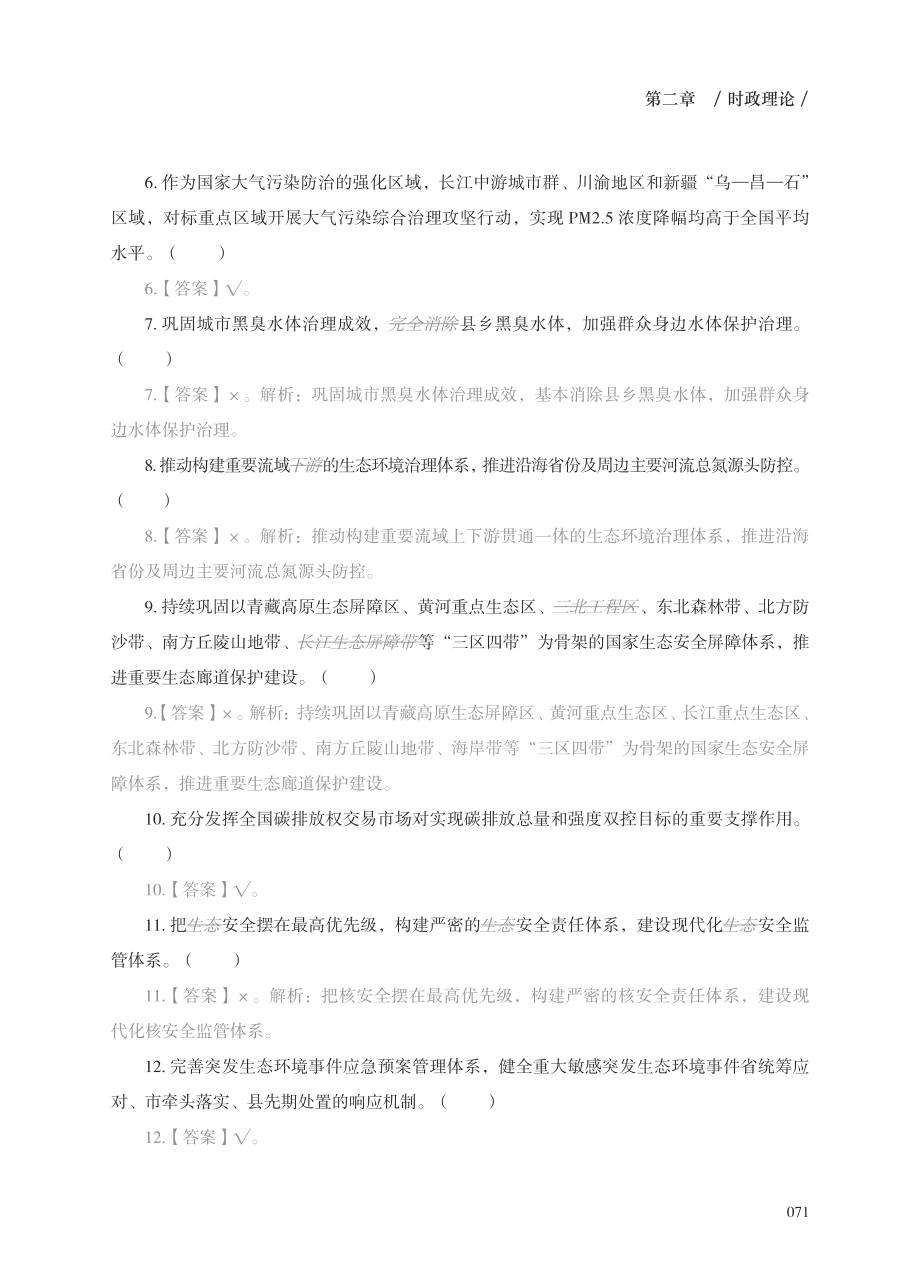 第二章 / 时政理论 /
6. 作为国家大气污染防治的强化区域，长江中游城市群、川渝地区和新疆“乌—昌—石”
区域，对标重点区域开展大气污染综合治理攻坚行动，实现 PM2.5 浓度降幅均高于全国平均
水平。（　　）
6.【答案】√。
7. 巩固城市黑臭水体治理成效，完全消除县乡黑臭水体，加强群众身边水体保护治理。
（　　）
7.【答案】×。解析：巩固城市黑臭水体治理成效，基本消除县乡黑臭水体，加强群众身
边水体保护治理。
8. 推动构建重要流域下游的生态环境治理体系，推进沿海省份及周边主要河流总氮源头防控。
（　　）
8.【答案】×。解析：推动构建重要流域上下游贯通一体的生态环境治理体系，推进沿海
省份及周边主要河流总氮源头防控。
9. 持续巩固以青藏高原生态屏障区、黄河重点生态区、三北工程区、东北森林带、北方防
沙带、南方丘陵山地带、长江生态屏障带等“三区四带”为骨架的国家生态安全屏障体系，推
进重要生态廊道保护建设。（　　）
9.【答案】×。解析：持续巩固以青藏高原生态屏障区、黄河重点生态区、长江重点生态区、
东北森林带、北方防沙带、南方丘陵山地带、海岸带等“三区四带”为骨架的国家生态安全屏
障体系，推进重要生态廊道保护建设。
10. 充分发挥全国碳排放权交易市场对实现碳排放总量和强度双控目标的重要支撑作用。
（　　）
10.【答案】√。
11. 把生态安全摆在最高优先级，构建严密的生态安全责任体系，建设现代化生态安全监
管体系。（　　）
11.【答案】×。解析：把核安全摆在最高优先级，构建严密的核安全责任体系，建设现
代化核安全监管体系。
12. 完善突发生态环境事件应急预案管理体系，健全重大敏感突发生态环境事件省统筹应
对、市牵头落实、县先期处置的响应机制。（　　）
12.【答案】√。
071